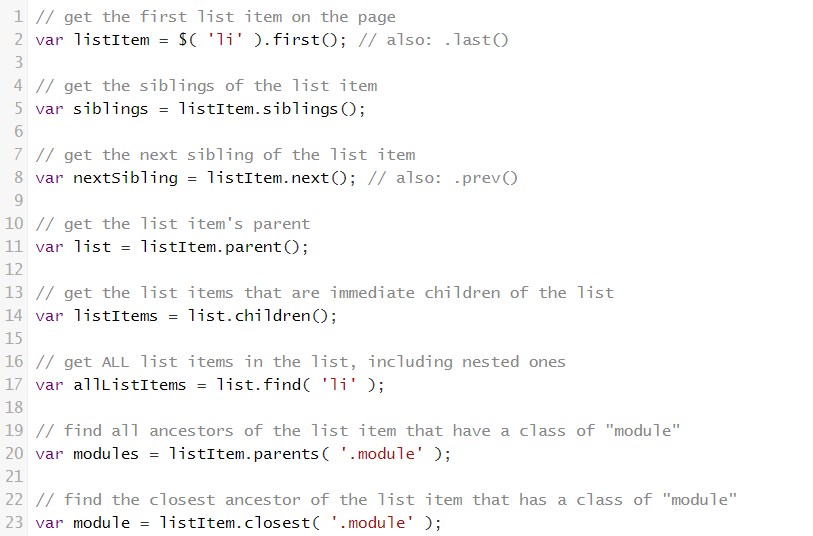 1 // get the first list item on the page
2 var listItem = $( 'li' ).first(); // also: .last()
3
4 // get the siblings of the list item
5 var siblings = listItem.siblings();
6
7 // get the next sibling of the list item
8 var nextSibling = listItem.next(); // also: .prev()
9
10 // get the list item's parent
11 var list = listItem.parent();
12
13 // get the list items that are immediate children of the list
14 var listItems = list.children();
15
16 // get ALL list items in the list, including nested ones
17 var allListItems = list.find( 'li' );
18
19 // find all ancestors of the list item that have a class of "module"
20 var modules = listItem.parents( '.module' );
21
22 // find the closest ancestor of the list item that has a class of "module"
23 var module = listItem.closest( '.module' );